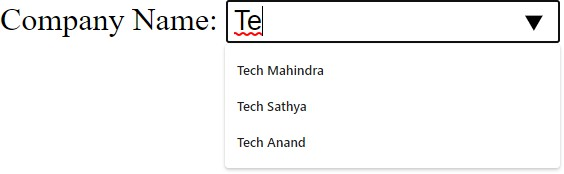 Company Name: Te
Tech Mahindra
Tech Sathya
Tech Anand